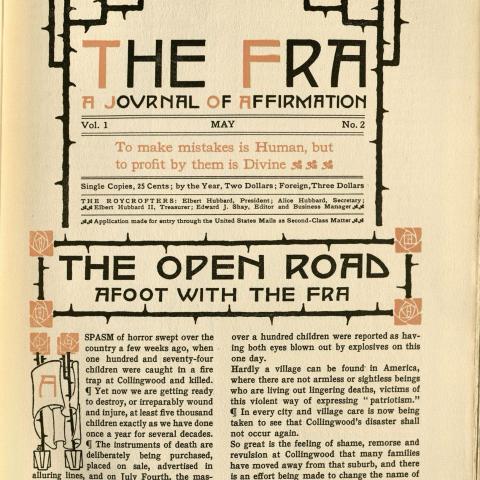 THE FRA
A JOVRNAL OF AFFIRMATION
Vol. 1 MAY No. 2
To make mistakes is Human, but
to profit by them is Divine
Single Copies, 25 Cents; by the Year, Two Dollars; Foreign, Three Dollars
THE ROYCROFTERS: Elbert Hubbard, President; Alice Hubbard, Secretary;
Elbert Hubbard II, Treasurer; Edward J. Shay, Editor and Business Manager
Application made for entry through the United States Mails as Second-Class Matter
THE OPEN ROAD
AFOOT WITH THE FRA
A SPASM of horror swept over the
country a few weeks ago, when
one hundred and seventy-four
children were caught in a fire
trap at Collingwood and killed.
¶ Yet now we are getting ready
to destroy, or irreparably wound
and injure, at least five thousand
children exactly as we have done
once a year for several decades.
¶ The instruments of death are
deliberately being purchased,
placed on sale, advertised in
alluring lines, and on July Fourth, the mas-
over a hundred children were reported as hav-
ing both eyes blown out by explosives on this
one day.
Hardly a village can be found in America,
where there are not armless or sightless beings
who are living out lingering deaths, victims of
this violent way of expressing "patriotism."
¶ In every city and village care is now being
taken to see that Collingwood's disaster shall
not occur again.
So great is the feeling of shame, remorse and
revulsion at Collingwood that many families
have moved away from that suburb, and there
is an effort being made to change the name of